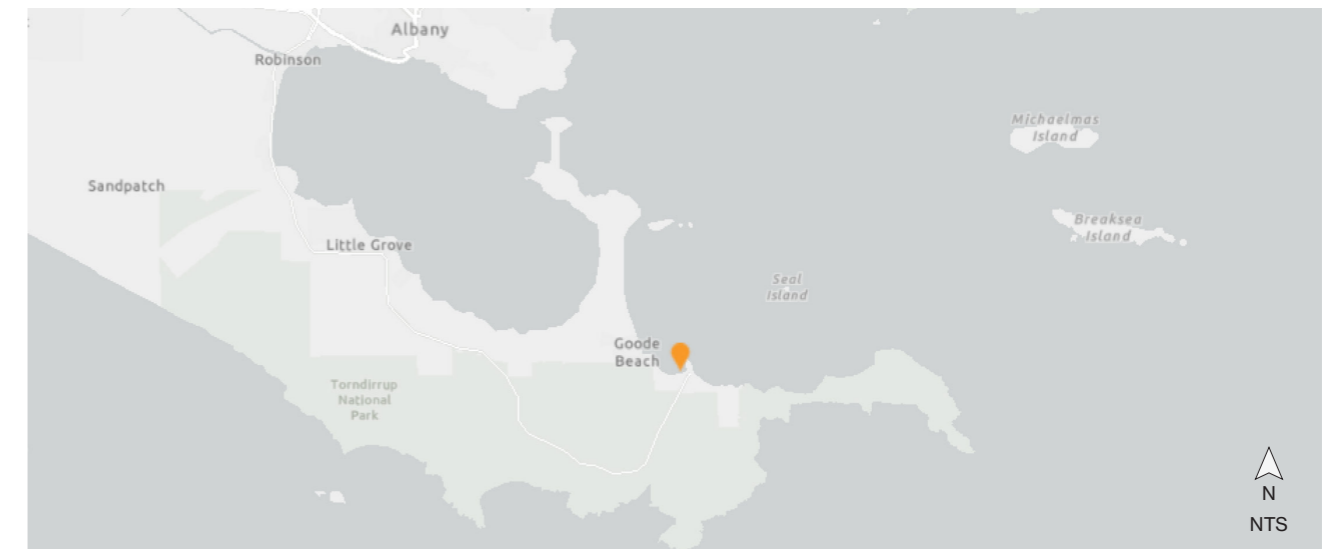 Albany
Robinson
Michaelmas
Island
Sandpatch
Breaksea
Island
Little Grove
Seal
Island
Goode
Beach
Torndirrup
National
Park
N
NTS